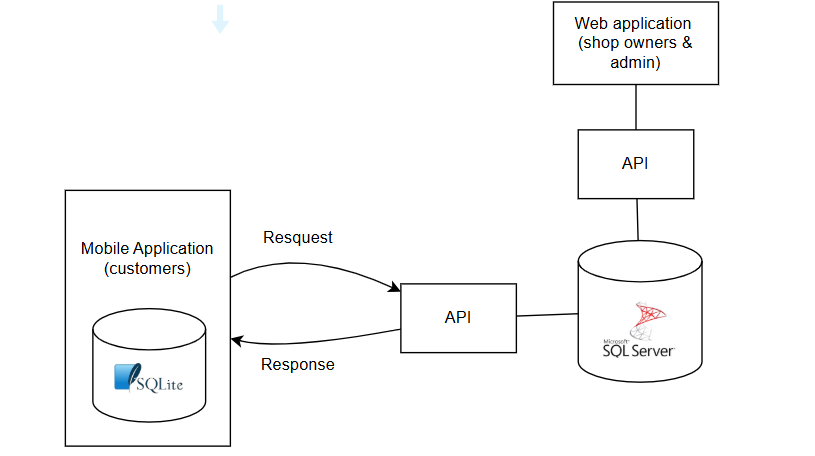 Web application
(shop owners &
admin)
API
Resquest
Mobile Application
(customers)
API
Microsoft®
SQL Server
Response
SQLite